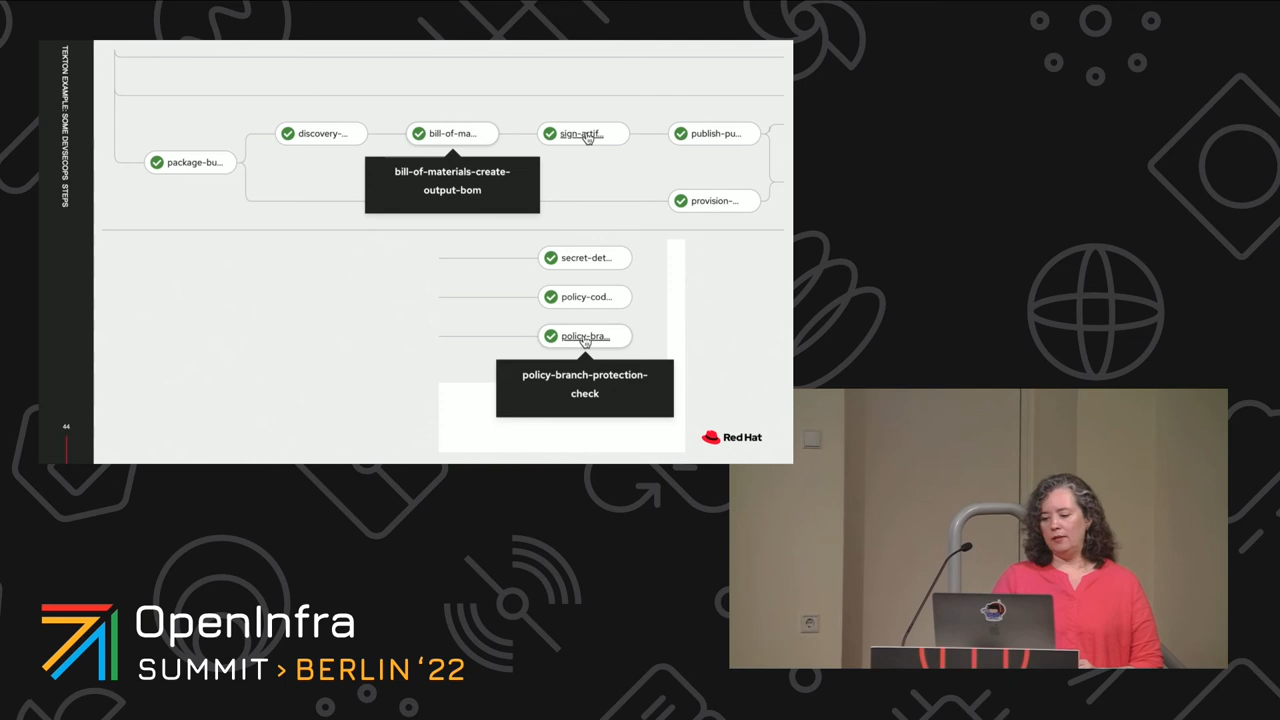 TEKTON EXAMPLE: SOME DEVSECOPS STEPS
discovery-...
bill-of-ma...
sign-artif...
publish-pu...
package-bu...
bill-of-materials-create-
output-bom
provision-...
secret-det...
policy-cod...
policy-bra...
policy-branch-protection-
check
44
Red Hat
OpenInfra
SUMMIT > BERLIN ‘22